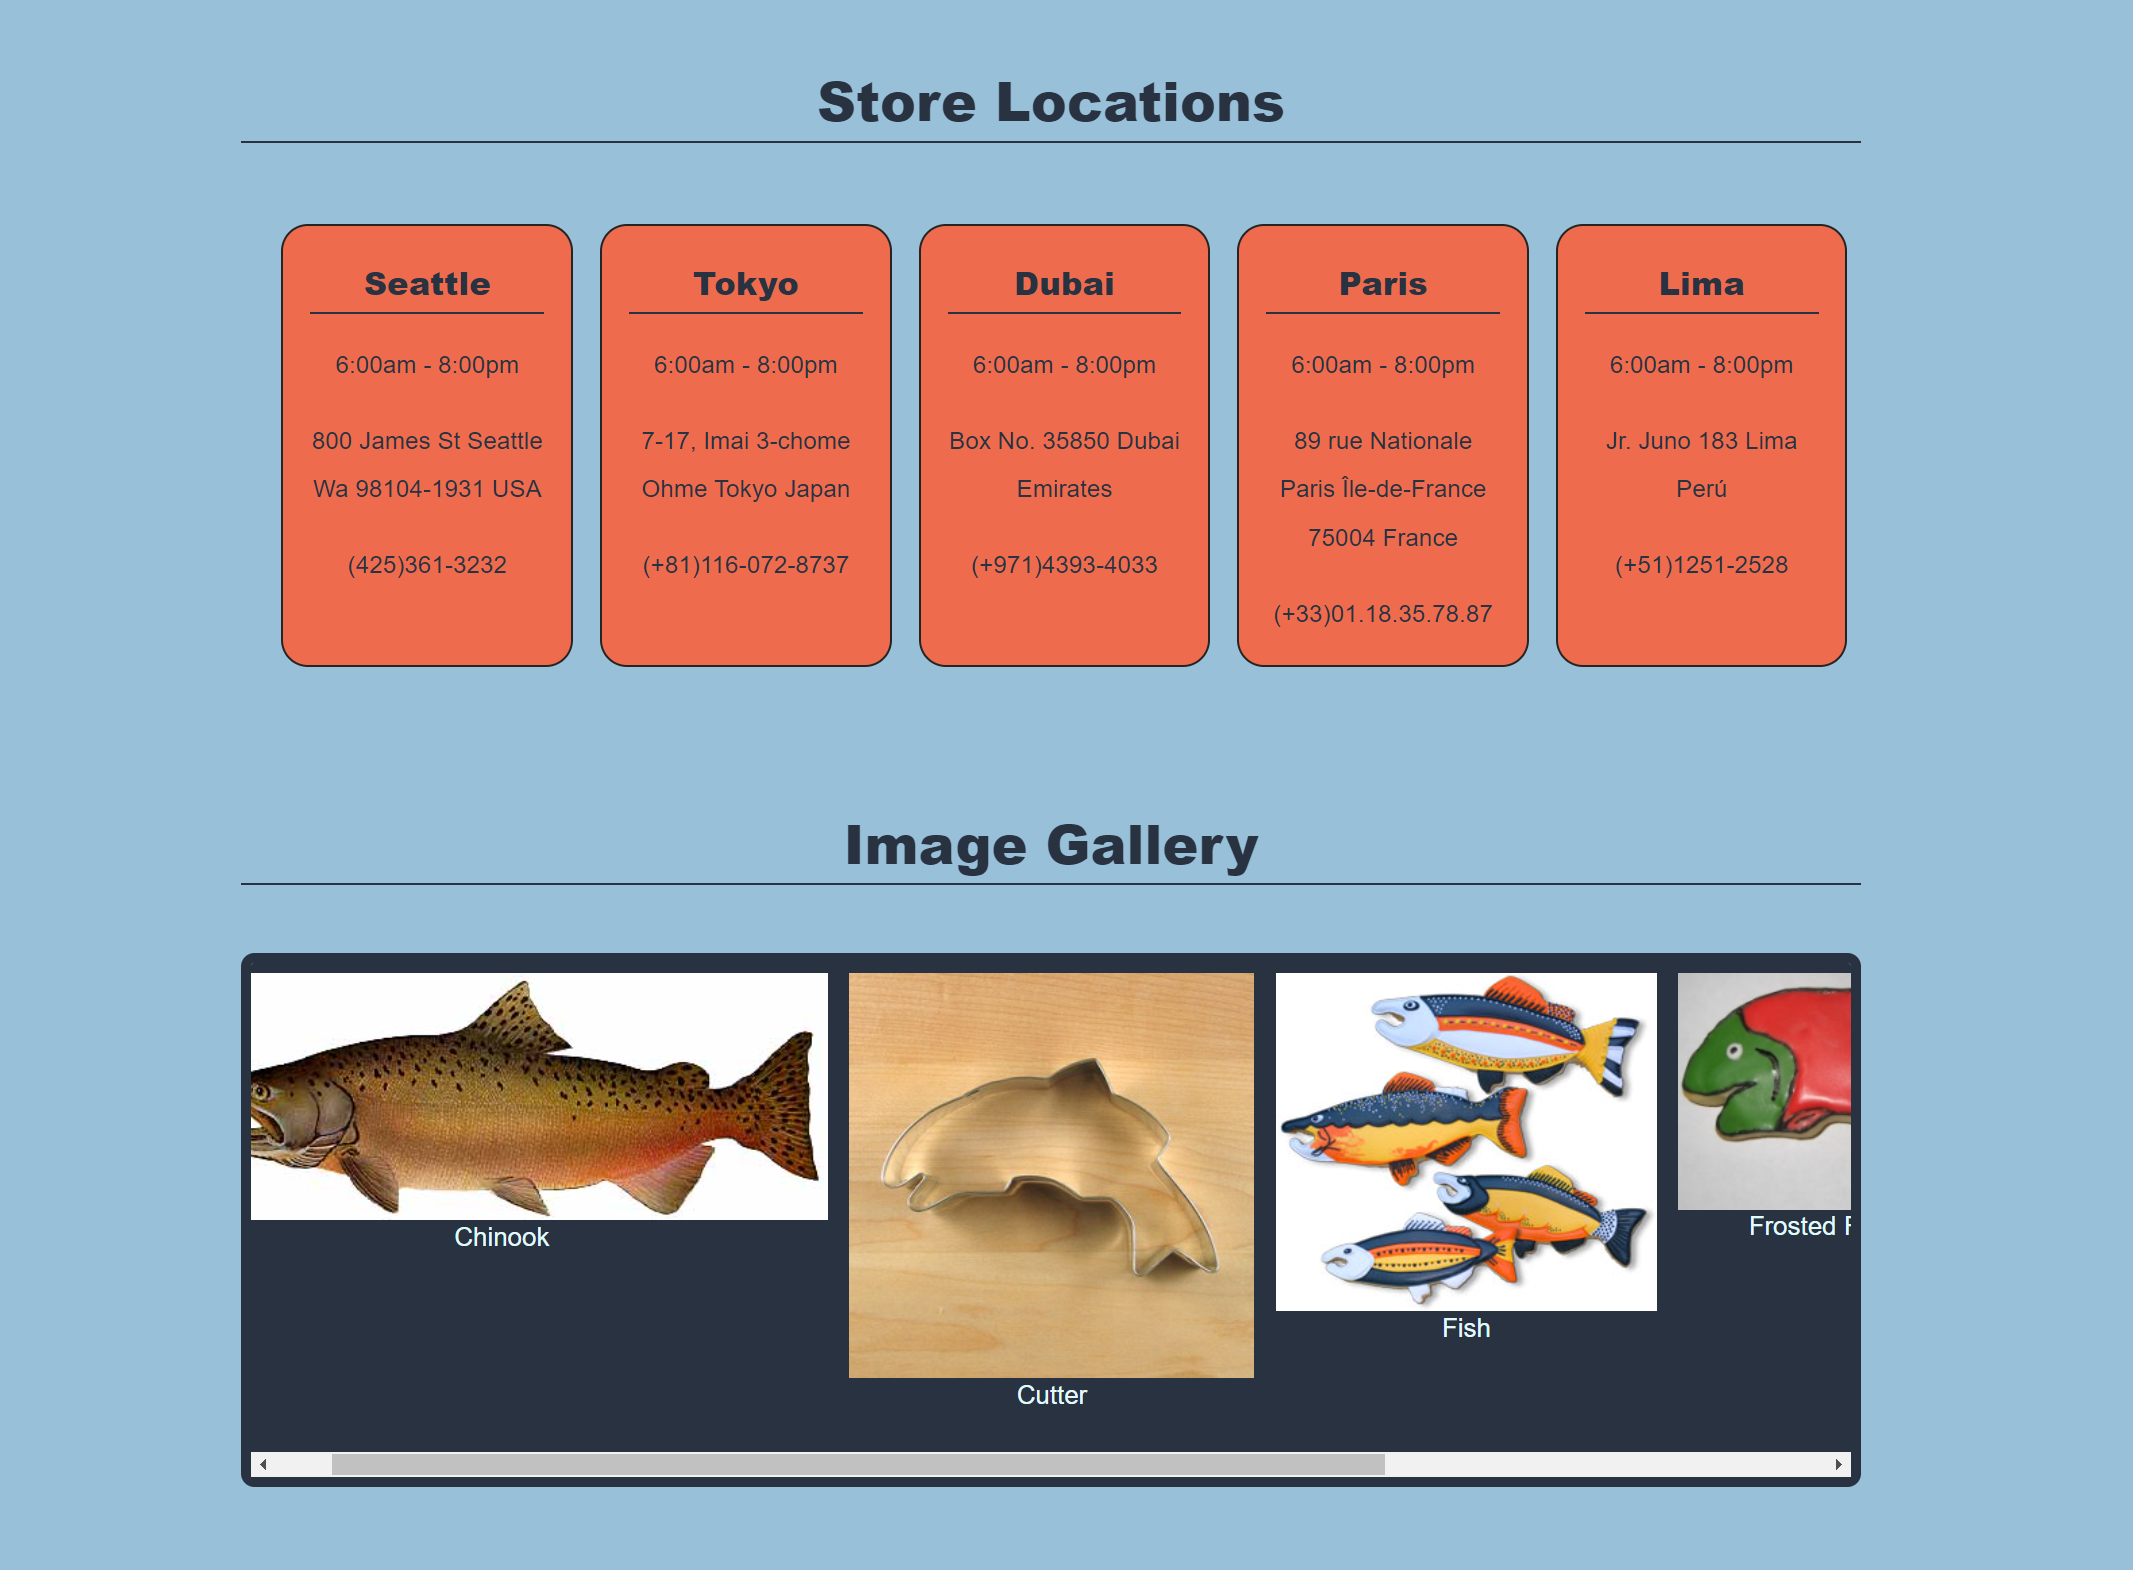 Store Locations
Seattle
6:00am - 8:00pm
800 James St Seattle
Wa 98104-1931 USA
(425)361-3232
Tokyo
6:00am - 8:00pm
7-17, Imai 3-chome
Ohme Tokyo Japan
(+81)116-072-8737
Dubai
6:00am - 8:00pm
Box No. 35850 Dubai
Emirates
(+971)4393-4033
Paris
6:00am - 8:00pm
89 rue Nationale
Paris Île-de-France
75004 France
(+33)01.18.35.78.87
Lima
6:00am - 8:00pm
Jr. Juno 183 Lima
Perú
(+51)1251-2528
Image Gallery
Chinook
Cutter
Fish
Frosted